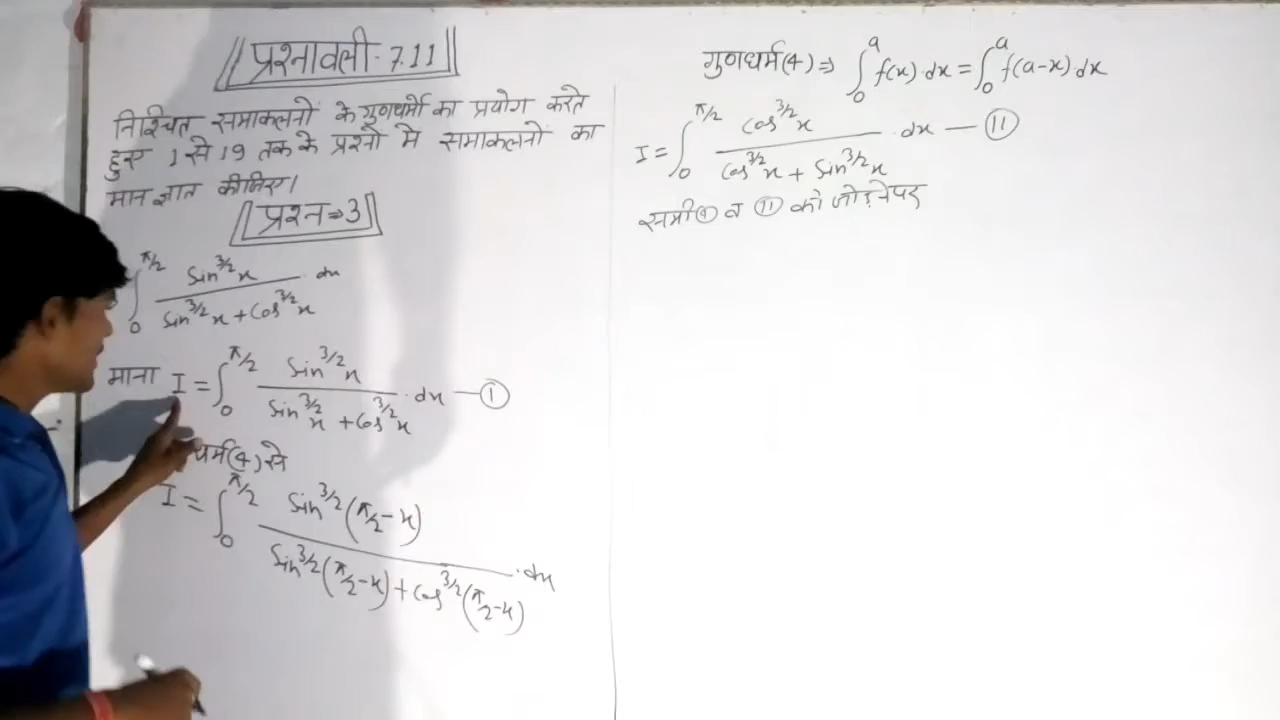 प्रश्नावली- 7.11
निश्चित समाकलनों के गुणधर्मो का प्रयोग करते
हुए 1 से 19 तक के प्रश्नो मे समाकलनों का
मान ज्ञात कीजिए।
प्रश्न ⇒ 3
∫₀^π/2 sin^3/2 x / (sin^3/2 x + cos^3/2 x) · dx
माना I = ∫₀^π/2 sin^3/2 x / (sin^3/2 x + cos^3/2 x) · dx — ①
धर्म(4) से
I = ∫₀^π/2 sin^3/2 (π/2 - x) / (sin^3/2 (π/2 - x) + cos^3/2 (π/2 - x)) · dx
गुणधर्म(4) ⇒ ∫₀^a f(x) · dx = ∫₀^a f(a-x) · dx
I = ∫₀^π/2 cos^3/2 x / (cos^3/2 x + sin^3/2 x) · dx — ⑪
समी① व ⑪ को जोड़ने पर